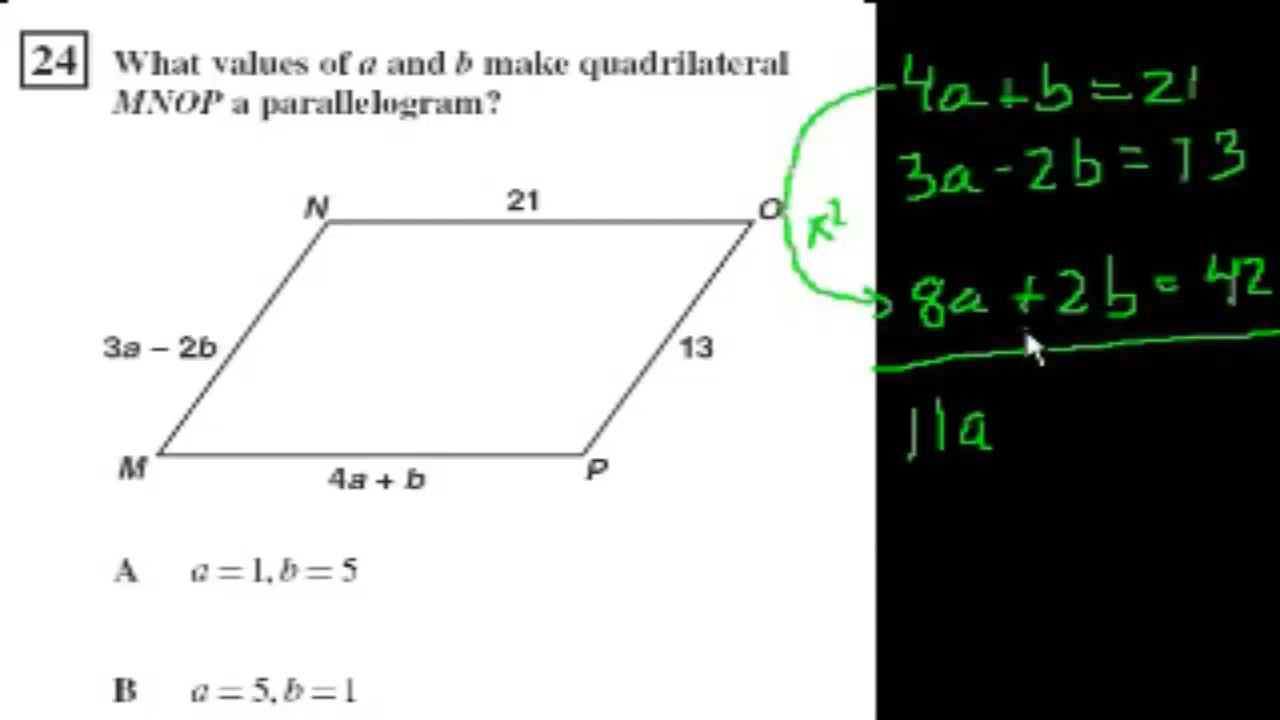 24 What values of a and b make quadrilateral
MNOP a parallelogram?
N
21
O
3a – 2b
13
M
4a + b
P
A a = 1, b = 5
B a = 5, b = 1
4a + b = 21
3a - 2b = 13
x2
8a + 2b = 42
11a